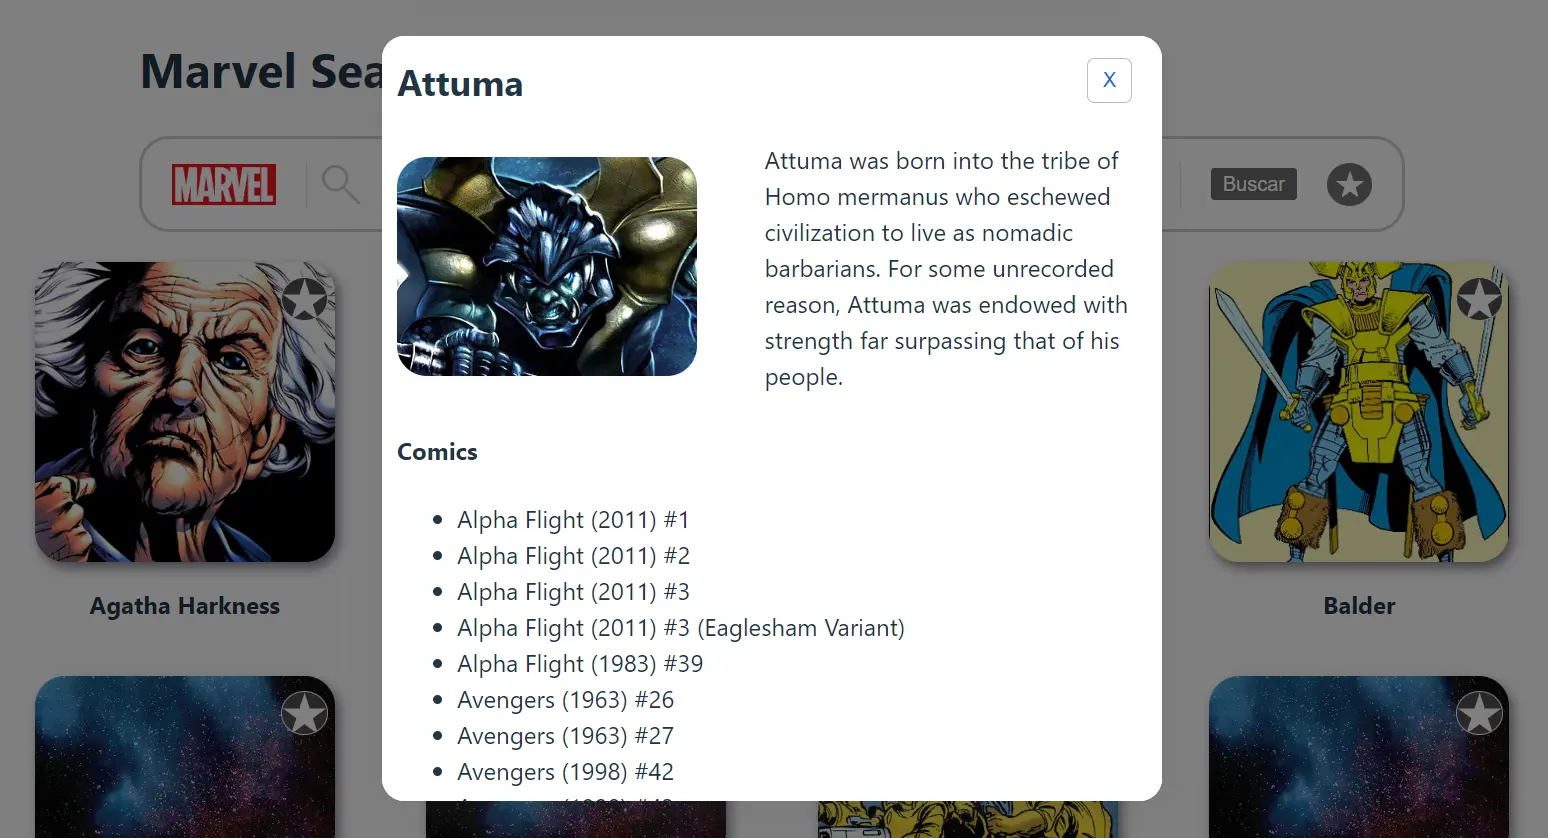 Marvel Sea
Attuma
X
MARVEL
Buscar
Attuma was born into the tribe of
Homo mermanus who eschewed
civilization to live as nomadic
barbarians. For some unrecorded
reason, Attuma was endowed with
strength far surpassing that of his
people.
Comics
Alpha Flight (2011) #1
Alpha Flight (2011) #2
Alpha Flight (2011) #3
Alpha Flight (2011) #3 (Eaglesham Variant)
Alpha Flight (1983) #39
Avengers (1963) #26
Avengers (1963) #27
Avengers (1998) #42
Agatha Harkness
Balder